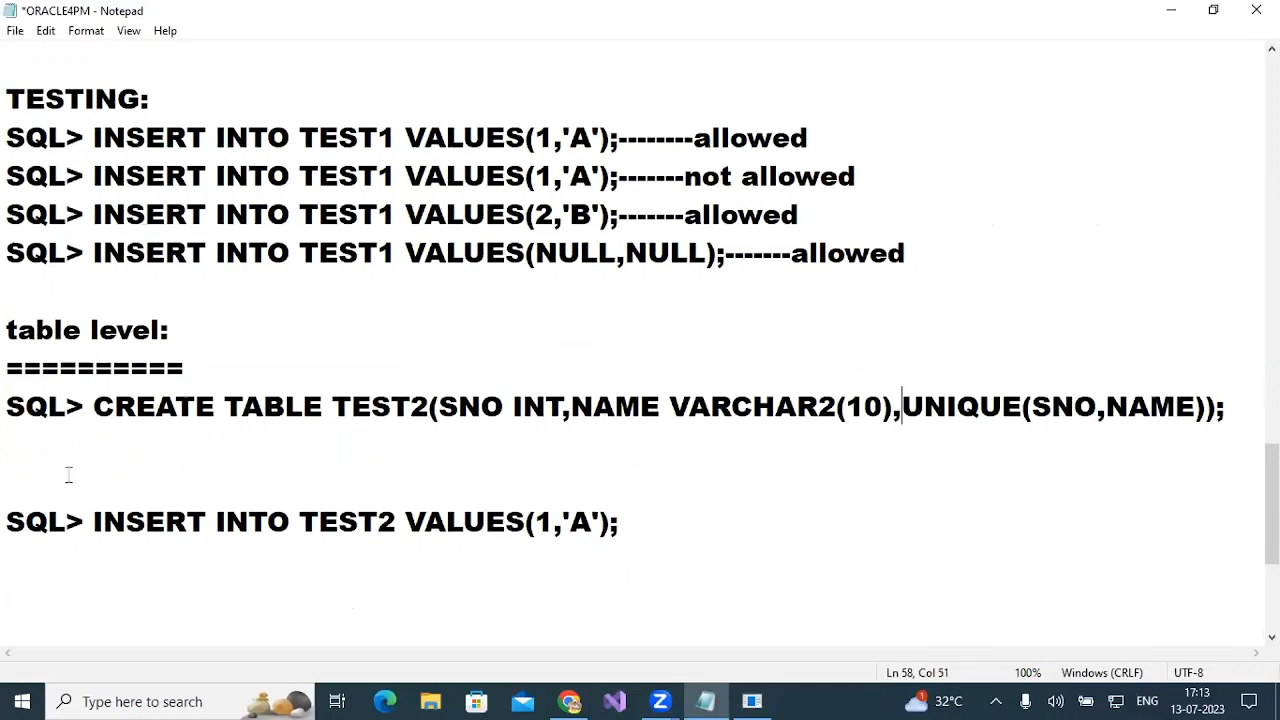 *ORACLE4PM - Notepad
File Edit Format View Help
TESTING:
SQL> INSERT INTO TEST1 VALUES(1,'A');--------allowed
SQL> INSERT INTO TEST1 VALUES(1,'A');-------not allowed
SQL> INSERT INTO TEST1 VALUES(2,'B');-------allowed
SQL> INSERT INTO TEST1 VALUES(NULL,NULL);-------allowed
table level:
==========
SQL> CREATE TABLE TEST2(SNO INT,NAME VARCHAR2(10),UNIQUE(SNO,NAME));
SQL> INSERT INTO TEST2 VALUES(1,'A');
Ln 58, Col 51 100% Windows (CRLF) UTF-8
Type here to search 1 32°C ENG 17:13
13-07-2023